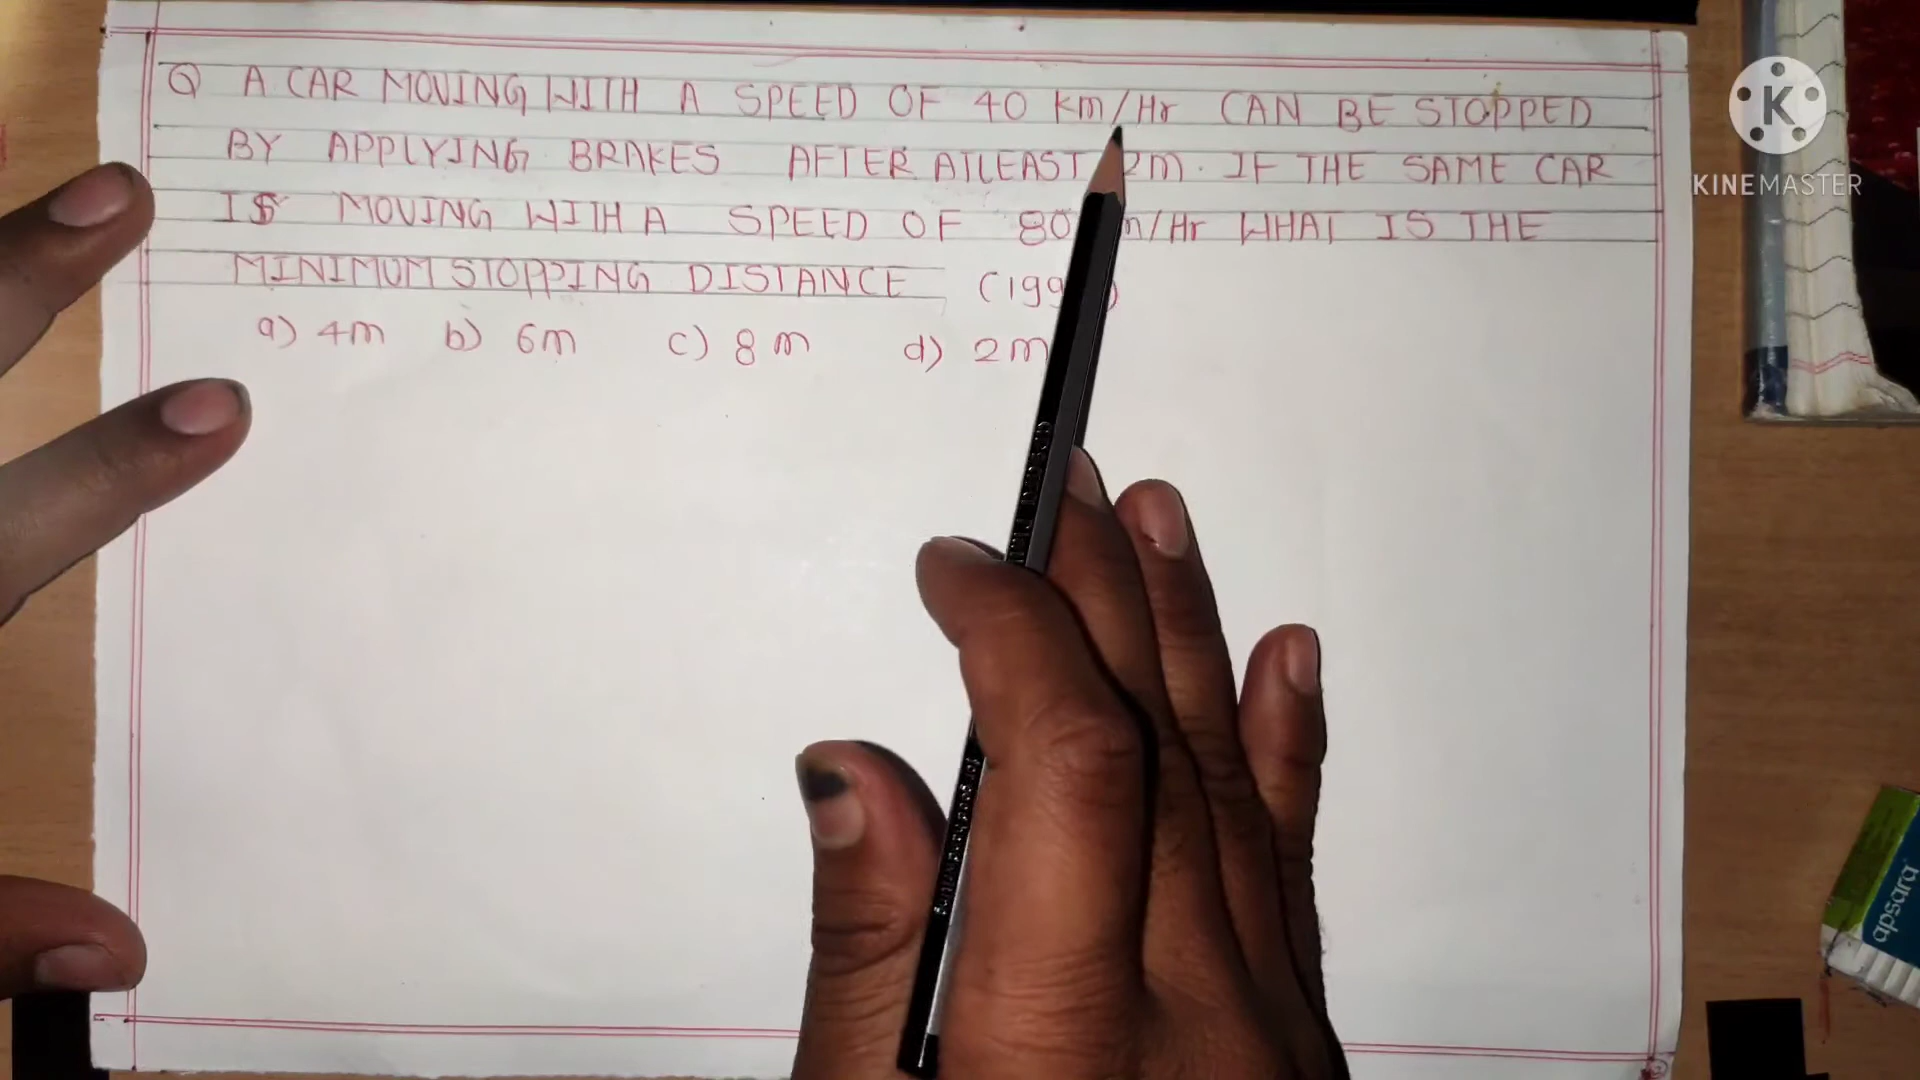 Q A CAR MOVING WITH A SPEED OF 40 Km/Hr CAN BE STOPPED
BY APPLYING BRAKES AFTER ATLEAST 2m. IF THE SAME CAR
IS MOVING WITH A SPEED OF 80 m/Hr WHAT IS THE
MINIMUM STOPPING DISTANCE (199 )
a) 4m b) 6m c) 8m d) 2m
K
KINEMASTER
apsara